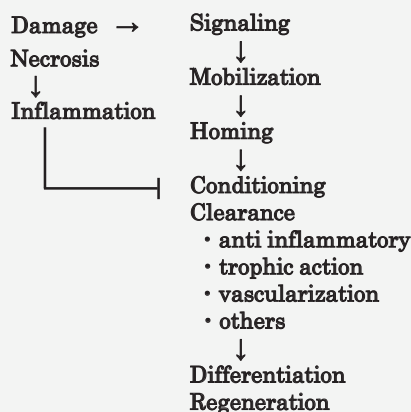 Damage → Signaling
Necrosis
↓ ↓
Mobilization
Inflammation
↓
Homing
↓
Conditioning
Clearance
・anti inflammatory
・trophic action
・vascularization
・others
↓
Differentiation
Regeneration